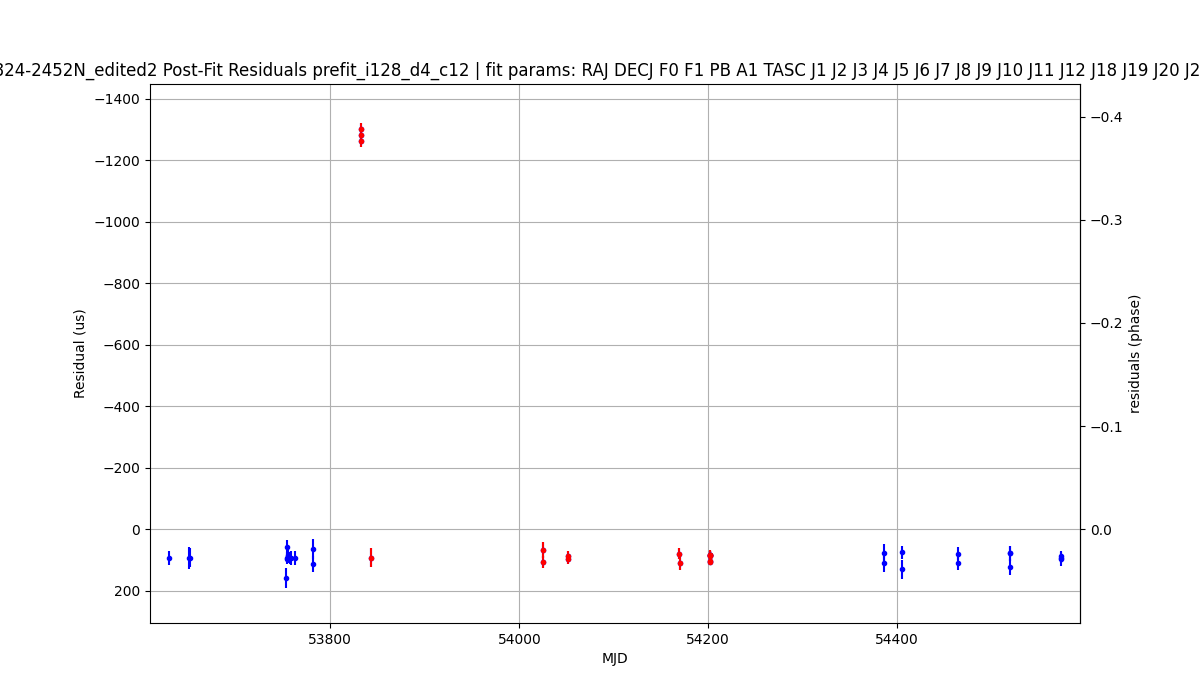 824-2452N_edited2 Post-Fit Residuals prefit_i128_d4_c12 | fit params: RAJ DECJ F0 F1 PB A1 TASC J1 J2 J3 J4 J5 J6 J7 J8 J9 J10 J11 J12 J18 J19 J20 J2
−1400
−1200
−1000
−800
−600
−400
−200
0
200
Residual (us)
−0.4
−0.3
−0.2
−0.1
0.0
residuals (phase)
53800 54000 54200 54400
MJD